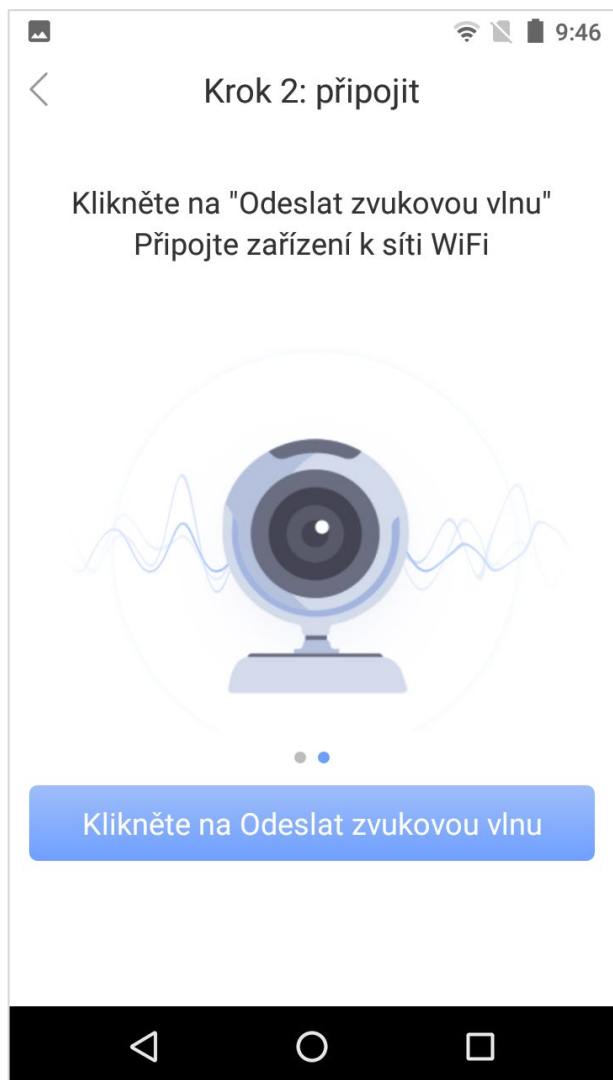 9:46
Krok 2: připojit
Klikněte na "Odeslat zvukovou vlnu"
Připojte zařízení k síti WiFi
Klikněte na Odeslat zvukovou vlnu